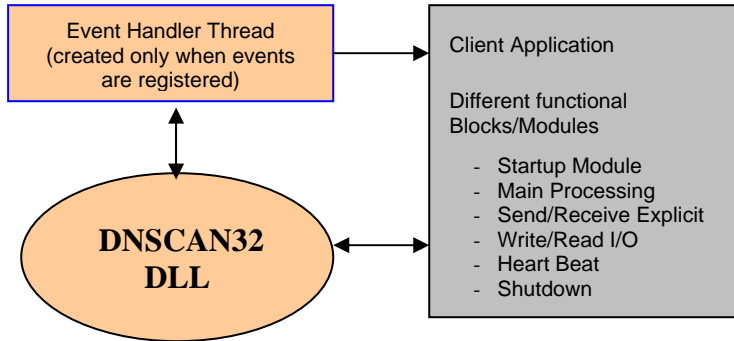 Event Handler Thread
(created only when events
are registered)
DNSCAN32
DLL
Client Application
Different functional
Blocks/Modules
- Startup Module
- Main Processing
- Send/Receive Explicit
- Write/Read I/O
- Heart Beat
- Shutdown